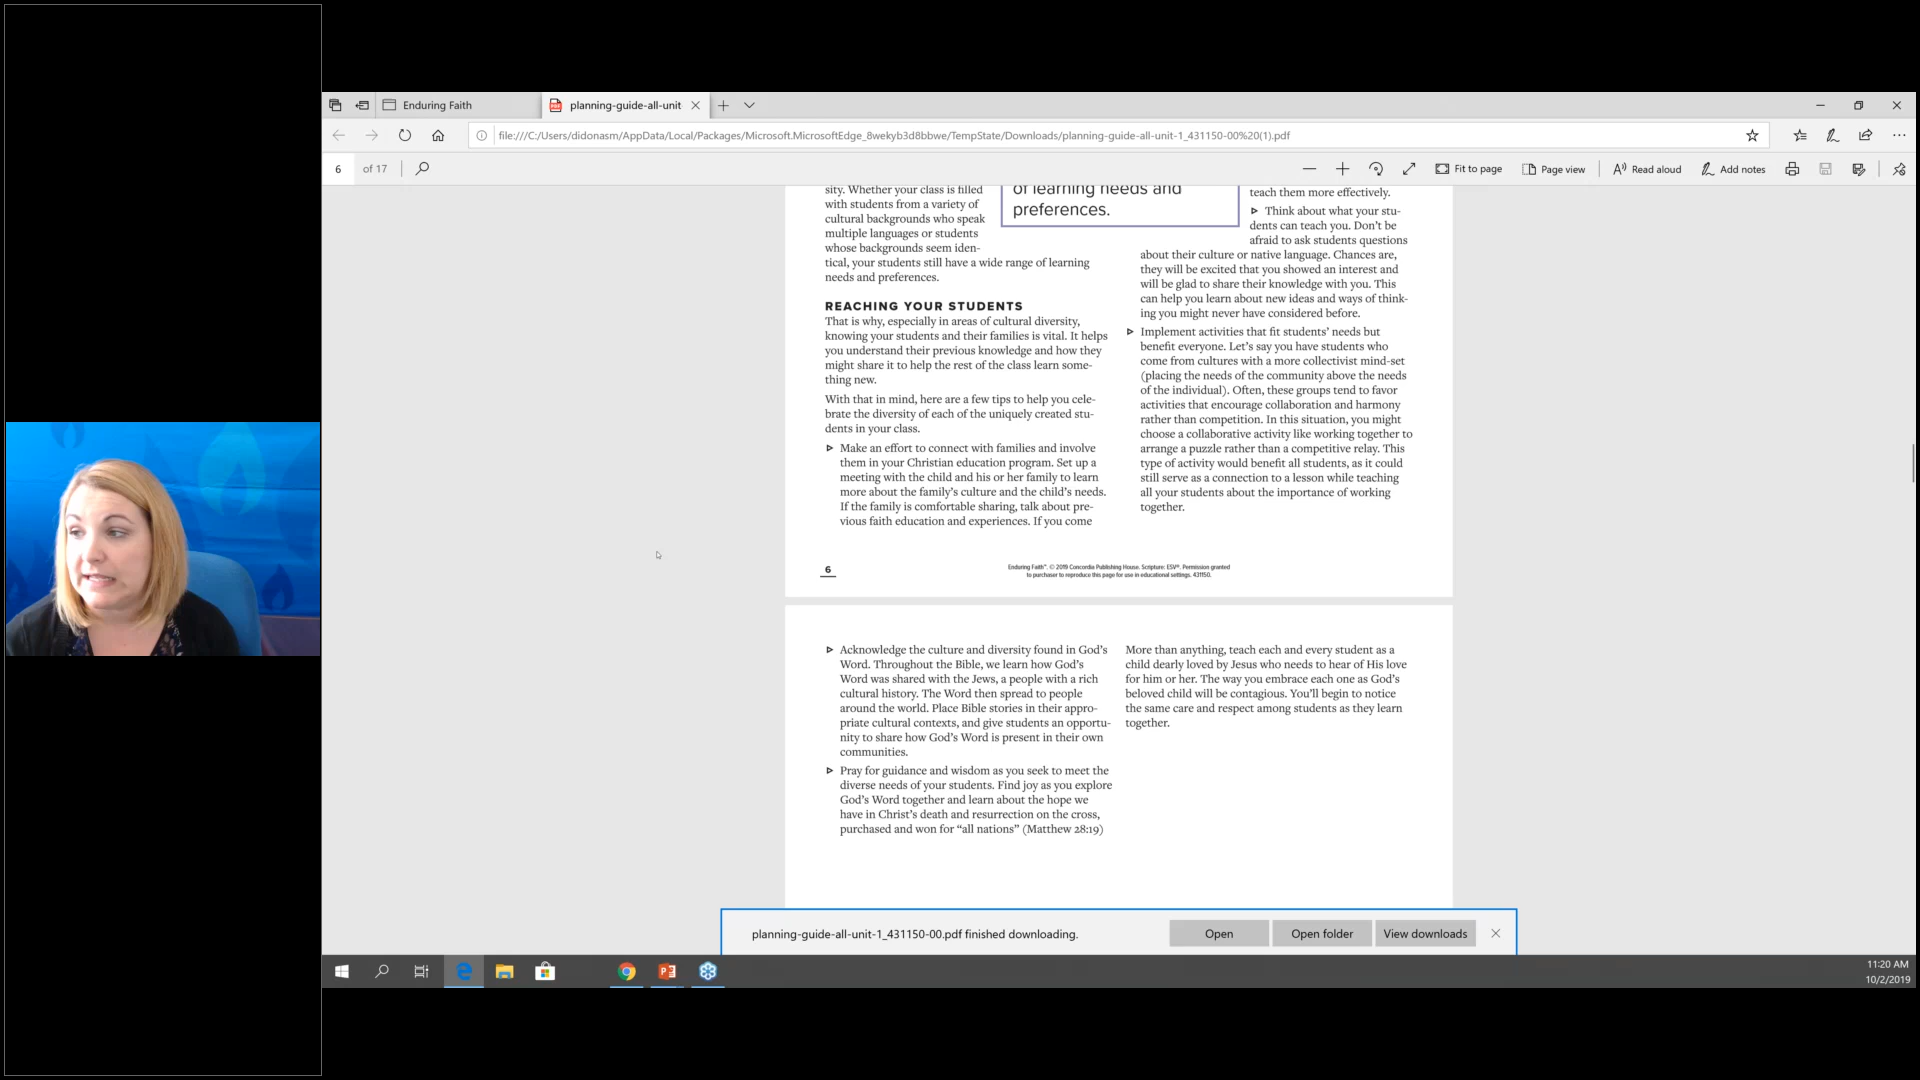 Enduring Faith
planning-guide-all-unit
file:///C:/Users/didonasm/AppData/Local/Packages/Microsoft.MicrosoftEdge_8wekyb3d8bbwe/TempState/Downloads/planning-guide-all-unit-1_431150-00%20(1).pdf
6 of 17
Fit to page
Page view
Read aloud
Add notes
sity. Whether your class is filled
with students from a variety of
cultural backgrounds who speak
multiple languages or students
whose backgrounds seem iden-
tical, your students still have a wide range of learning
needs and preferences.
REACHING YOUR STUDENTS
That is why, especially in areas of cultural diversity,
knowing your students and their families is vital. It helps
you understand their previous knowledge and how they
might share it to help the rest of the class learn some-
thing new.
With that in mind, here are a few tips to help you cele-
brate the diversity of each of the uniquely created stu-
dents in your class.
Make an effort to connect with families and involve
them in your Christian education program. Set up a
meeting with the child and his or her family to learn
more about the family's culture and the child's needs.
If the family is comfortable sharing, talk about pre-
vious faith education and experiences. If you come
of learning needs and
preferences.
teach them more effectively.
Think about what your stu-
dents can teach you. Don't be
afraid to ask students questions
about their culture or native language. Chances are,
they will be excited that you showed an interest and
will be glad to share their knowledge with you. This
can help you learn about new ideas and ways of think-
ing you might never have considered before.
Implement activities that fit students' needs but
benefit everyone. Let's say you have students who
come from cultures with a more collectivist mind-set
(placing the needs of the community above the needs
of the individual). Often, these groups tend to favor
activities that encourage collaboration and harmony
rather than competition. In this situation, you might
choose a collaborative activity like working together to
arrange a puzzle rather than a competitive relay. This
type of activity would benefit all students, as it could
still serve as a connection to a lesson while teaching
all your students about the importance of working
together.
6
Enduring Faith™. © 2019 Concordia Publishing House. Scripture: ESV®. Permission granted
to purchaser to reproduce this page for use in educational settings. 431150.
Acknowledge the culture and diversity found in God's
Word. Throughout the Bible, we learn how God's
Word was shared with the Jews, a people with a rich
cultural history. The Word then spread to people
around the world. Place Bible stories in their appro-
priate cultural contexts, and give students an opportu-
nity to share how God's Word is present in their own
communities.
Pray for guidance and wisdom as you seek to meet the
diverse needs of your students. Find joy as you explore
God's Word together and learn about the hope we
have in Christ's death and resurrection on the cross,
purchased and won for "all nations" (Matthew 28:19)
More than anything, teach each and every student as a
child dearly loved by Jesus who needs to hear of His love
for him or her. The way you embrace each one as God's
beloved child will be contagious. You'll begin to notice
the same care and respect among students as they learn
together.
planning-guide-all-unit-1_431150-00.pdf finished downloading.
Open
Open folder
View downloads
11:20 AM
10/2/2019